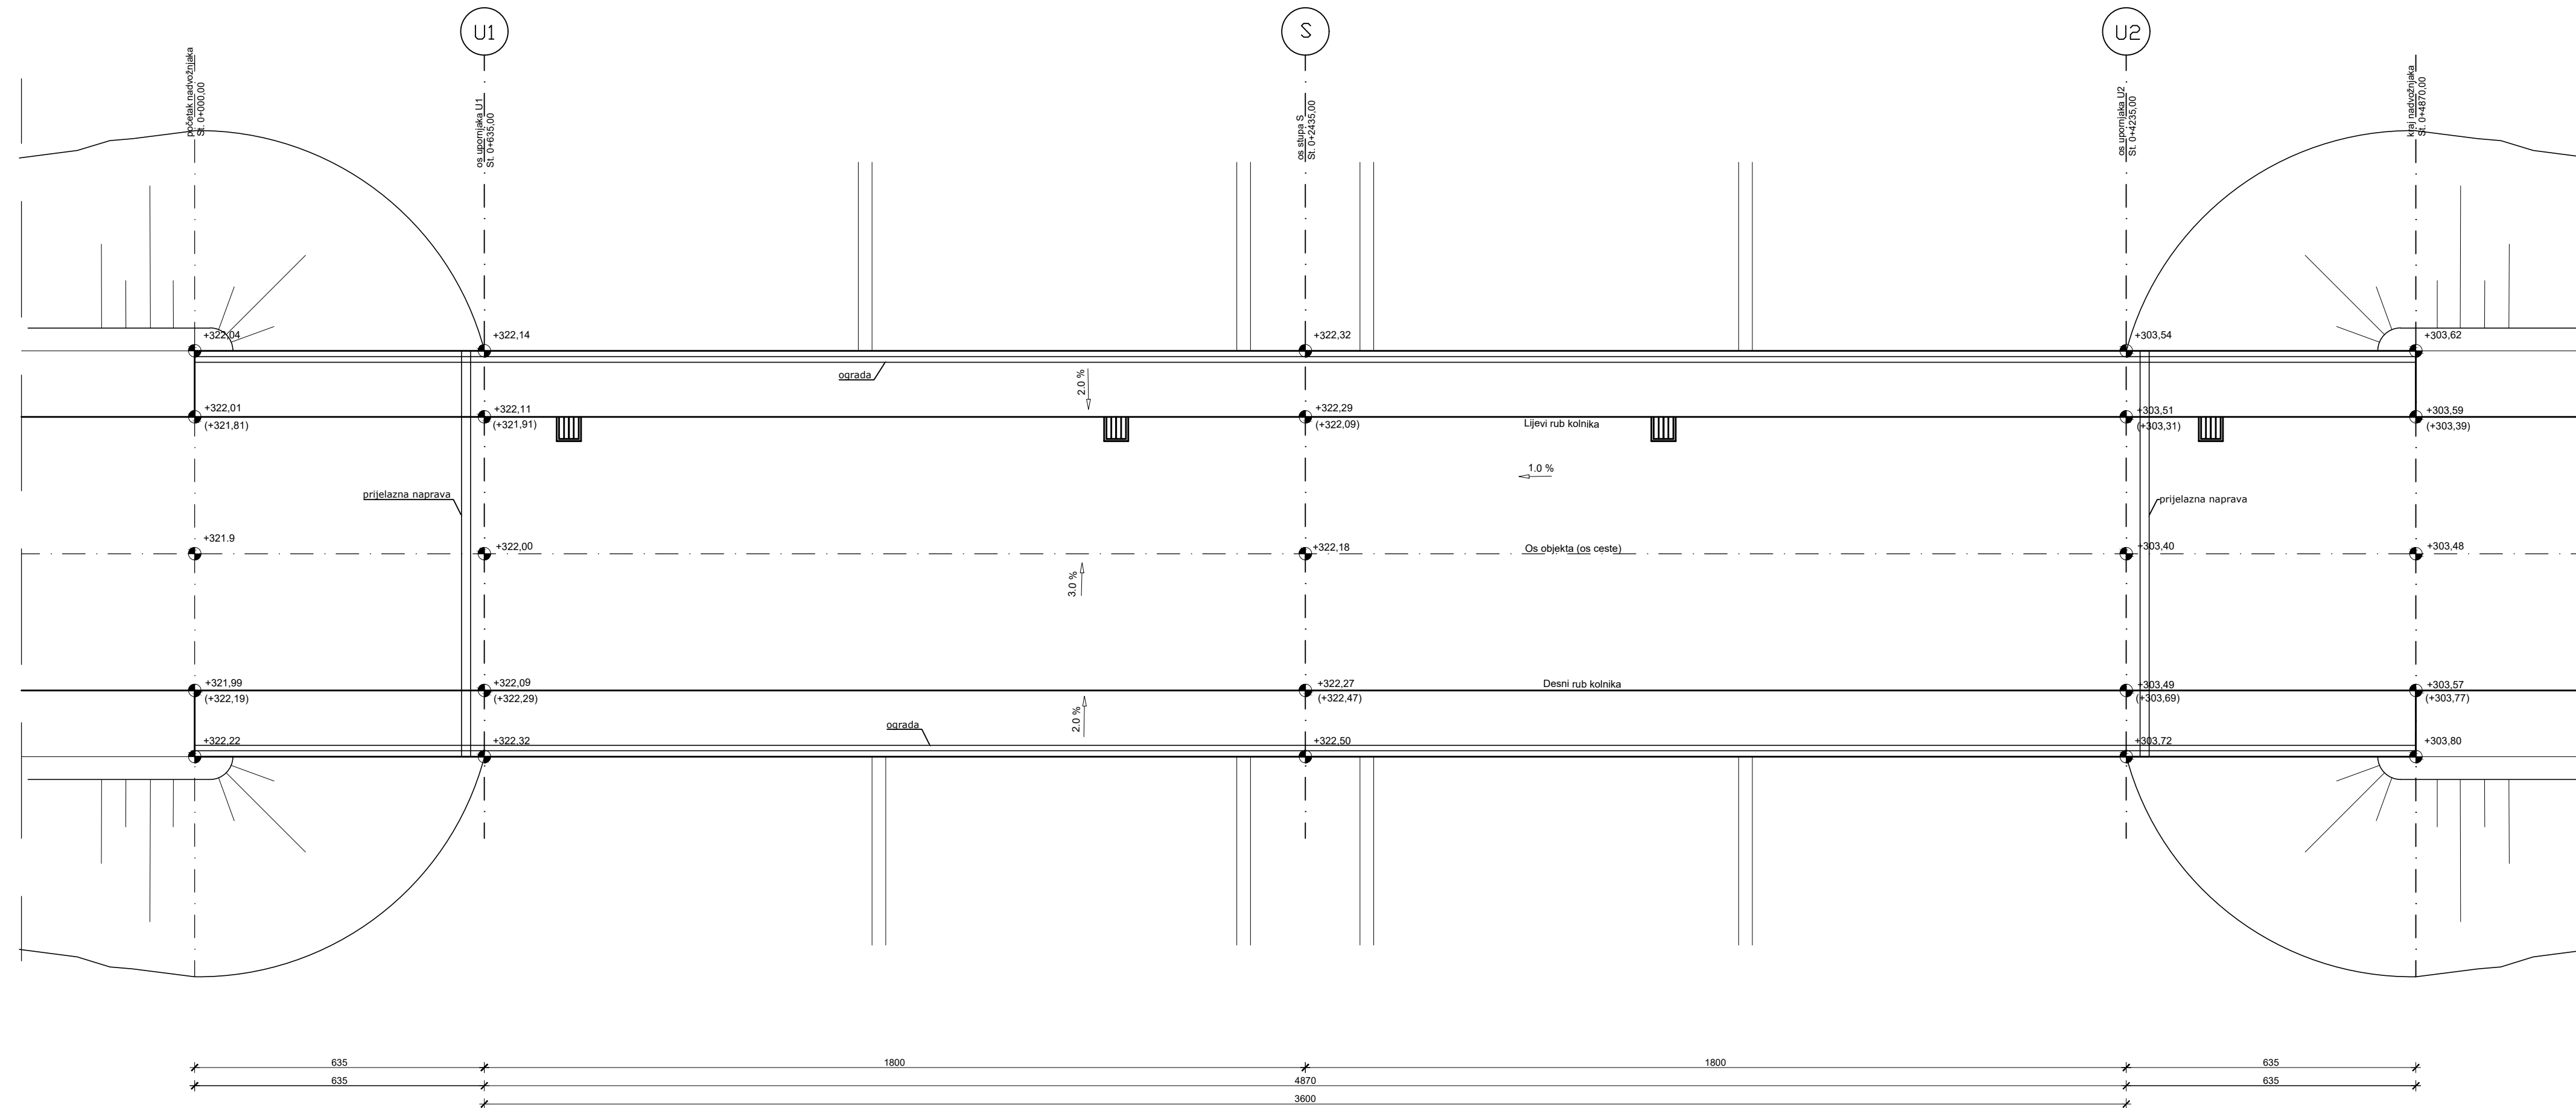 U1
S
U2
početak nadvožnjaka
St. 0+000,00
os upornjaka U1
St. 0+635,00
os stupa S
St. 0+2435,00
os upornjaka U2
St. 0+4235,00
kraj nadvožnjaka
St. 0+4870,00
+322,04
+322,14
+322,32
+303,54
+303,62
ograda
2.0 %
+322,01
(+321,81)
+322,11
(+321,91)
+322,29
(+322,09)
Lijevi rub kolnika
+303,51
(+303,31)
+303,59
(+303,39)
1.0 %
prijelazna naprava
prijelazna naprava
+321.9
+322,00
+322,18
Os objekta (os ceste)
+303,40
+303,48
3.0 %
+321,99
(+322,19)
+322,09
(+322,29)
+322,27
(+322,47)
Desni rub kolnika
+303,49
(+303,69)
+303,57
(+303,77)
2.0 %
ograda
+322,22
+322,32
+322,50
+303,72
+303,80
635
1800
1800
635
635
4870
635
3600